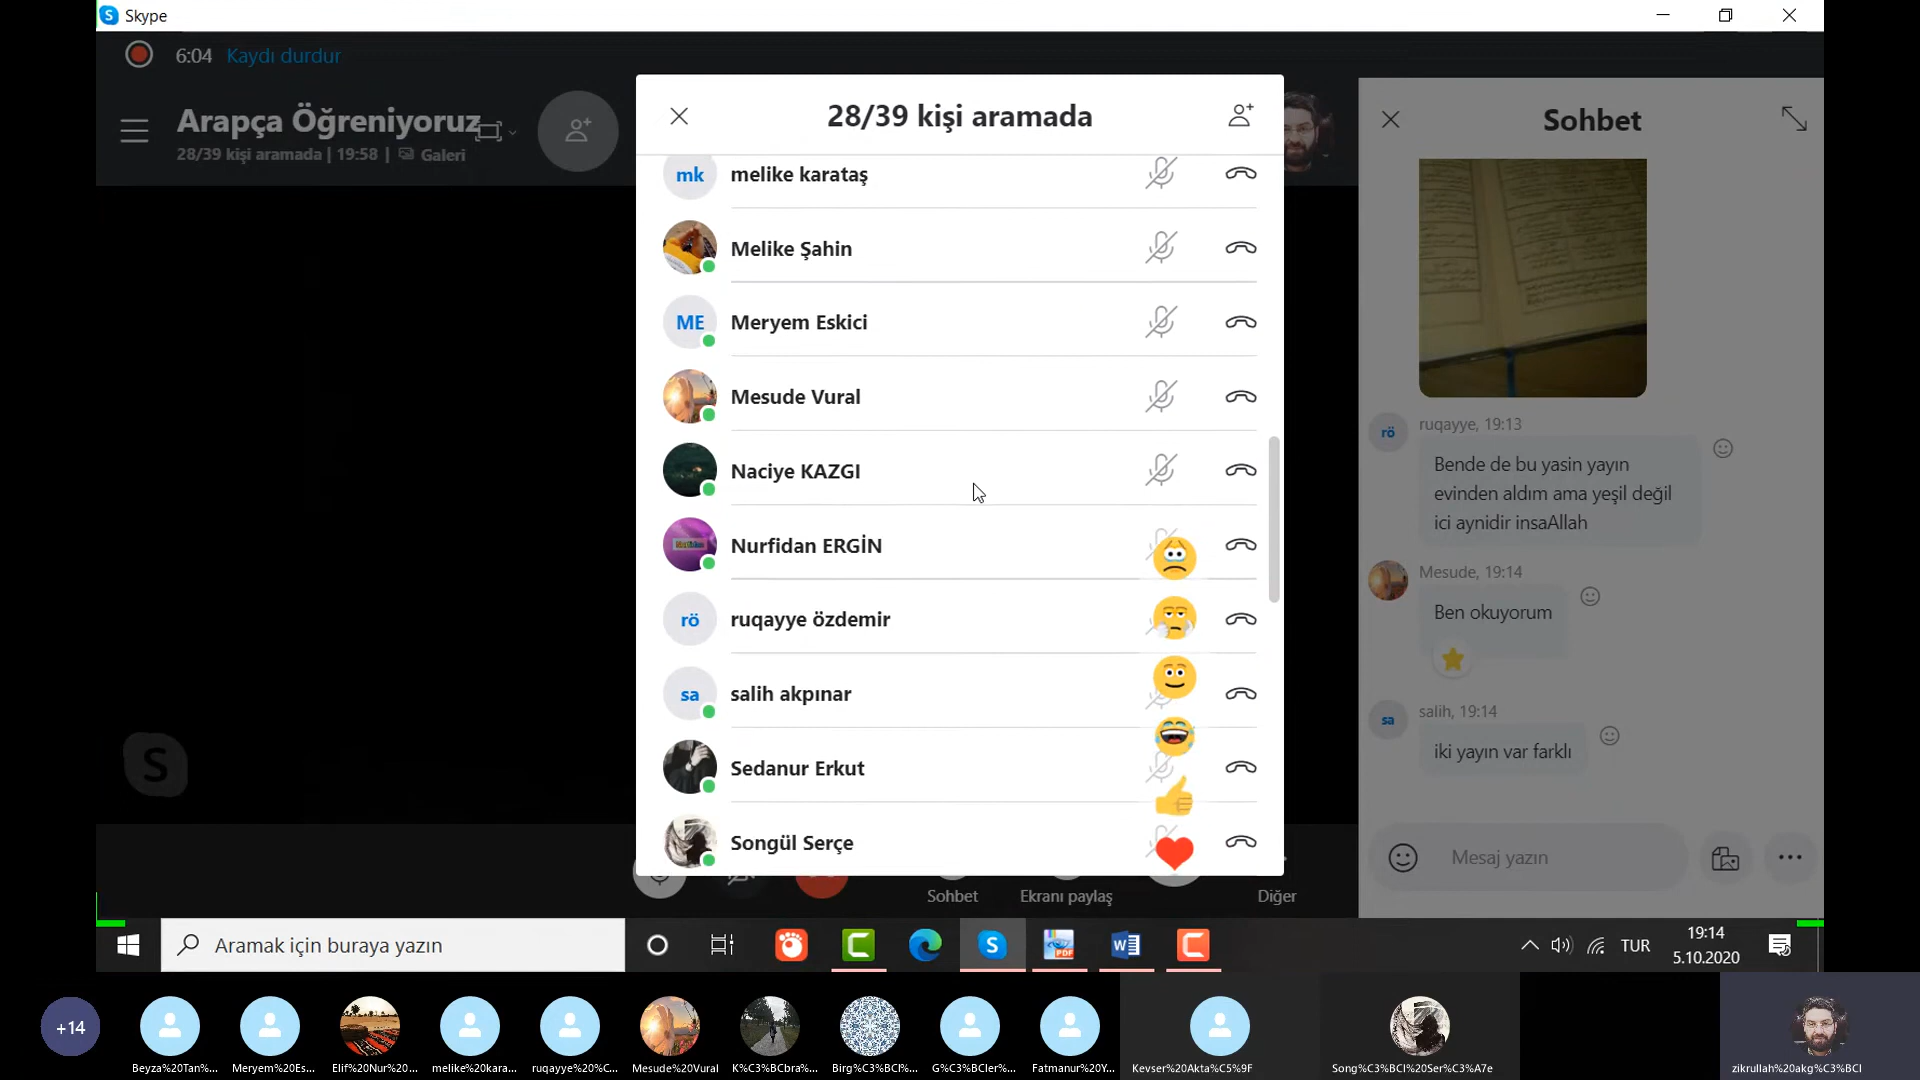 Skype
6:04 Kaydı durdur
Arapça Öğreniyoruz
28/39 kişi aramada | 19:58 | Galeri
28/39 kişi aramada
mk melike karataş
Melike Şahin
ME Meryem Eskici
Mesude Vural
Naciye KAZGI
Nurfidan ERGİN
rö ruqayye özdemir
sa salih akpınar
Sedanur Erkut
Songül Serçe
Sohbet
rö ruqayye, 19:13
Bende de bu yasin yayın
evinden aldım ama yeşil değil
ici aynidir insaAllah
Mesude, 19:14
Ben okuyorum
sa salih, 19:14
iki yayın var farklı
Mesaj yazın
Sohbet Ekranı paylaş Diğer
Aramak için buraya yazın
TUR
19:14
5.10.2020
+14
Beyza%20Tan...
Meryem%20Es...
Elif%20Nur%20...
melike%20kara...
ruqayye%20%C...
Mesude%20Vural
K%C3%BCbra%...
Birg%C3%BCl%...
G%C3%BCler%...
Fatmanur%20Y...
Kevser%20Akta%C5%9F
Song%C3%BCl%20Ser%C3%A7e
zikrullah%20akg%C3%BCl